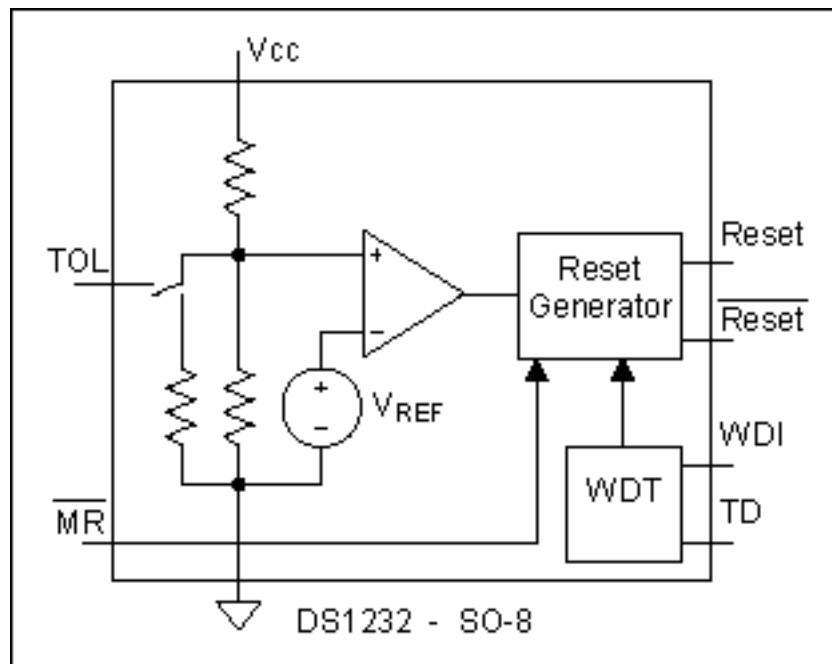 Vcc
TOL
+
−
Reset
Generator
Reset
Reset
+
−
VREF
WDI
WDT
TD
MR
DS1232 - SO-8